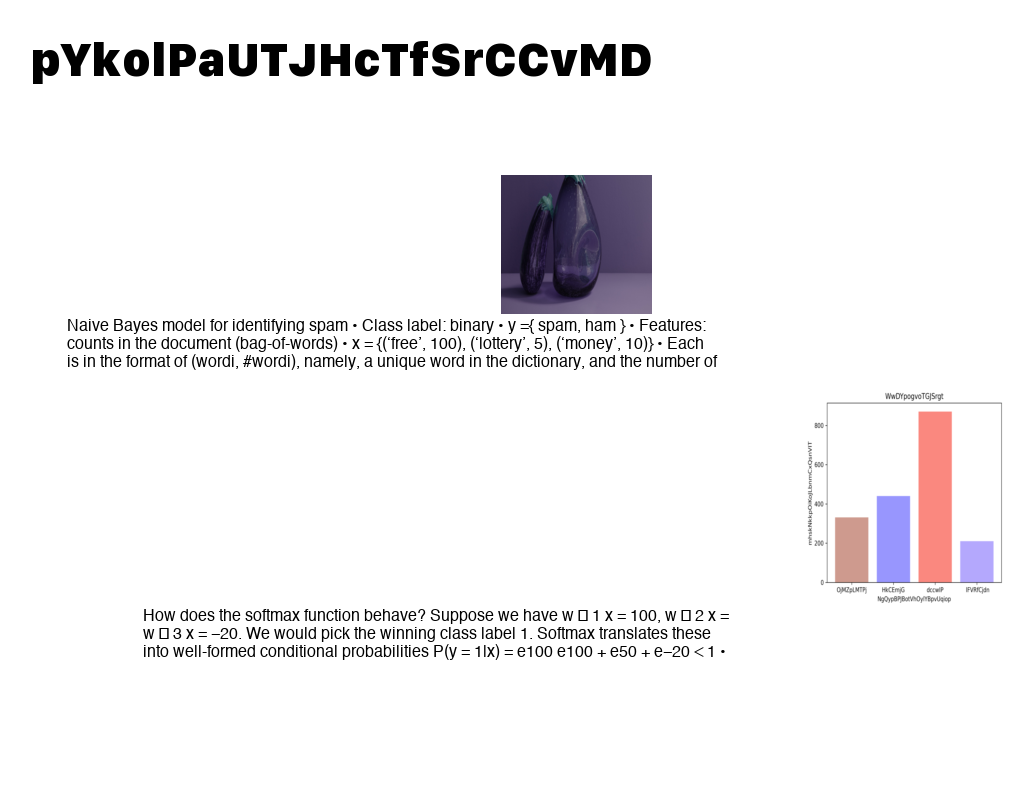 pYkolPaUTJHcTfSrCCvMD
Naive Bayes model for identifying spam • Class label: binary • y ={ spam, ham } • Features:
counts in the document (bag-of-words) • x = {(‘free’, 100), (‘lottery’, 5), (‘money’, 10)} • Each
is in the format of (wordi, #wordi), namely, a unique word in the dictionary, and the number of
WwDYpogvoTGJSrgt
800
600
400
200
0
OjMZpLMTPj HkCEmjG dccwlP IFVRfCjdn
How does the softmax function behave? Suppose we have w □ 1 x = 100, w □ 2 x =
w □ 3 x = −20. We would pick the winning class label 1. Softmax translates these
into well-formed conditional probabilities P(y = 1|x) = e100 e100 + e50 + e−20 < 1 •